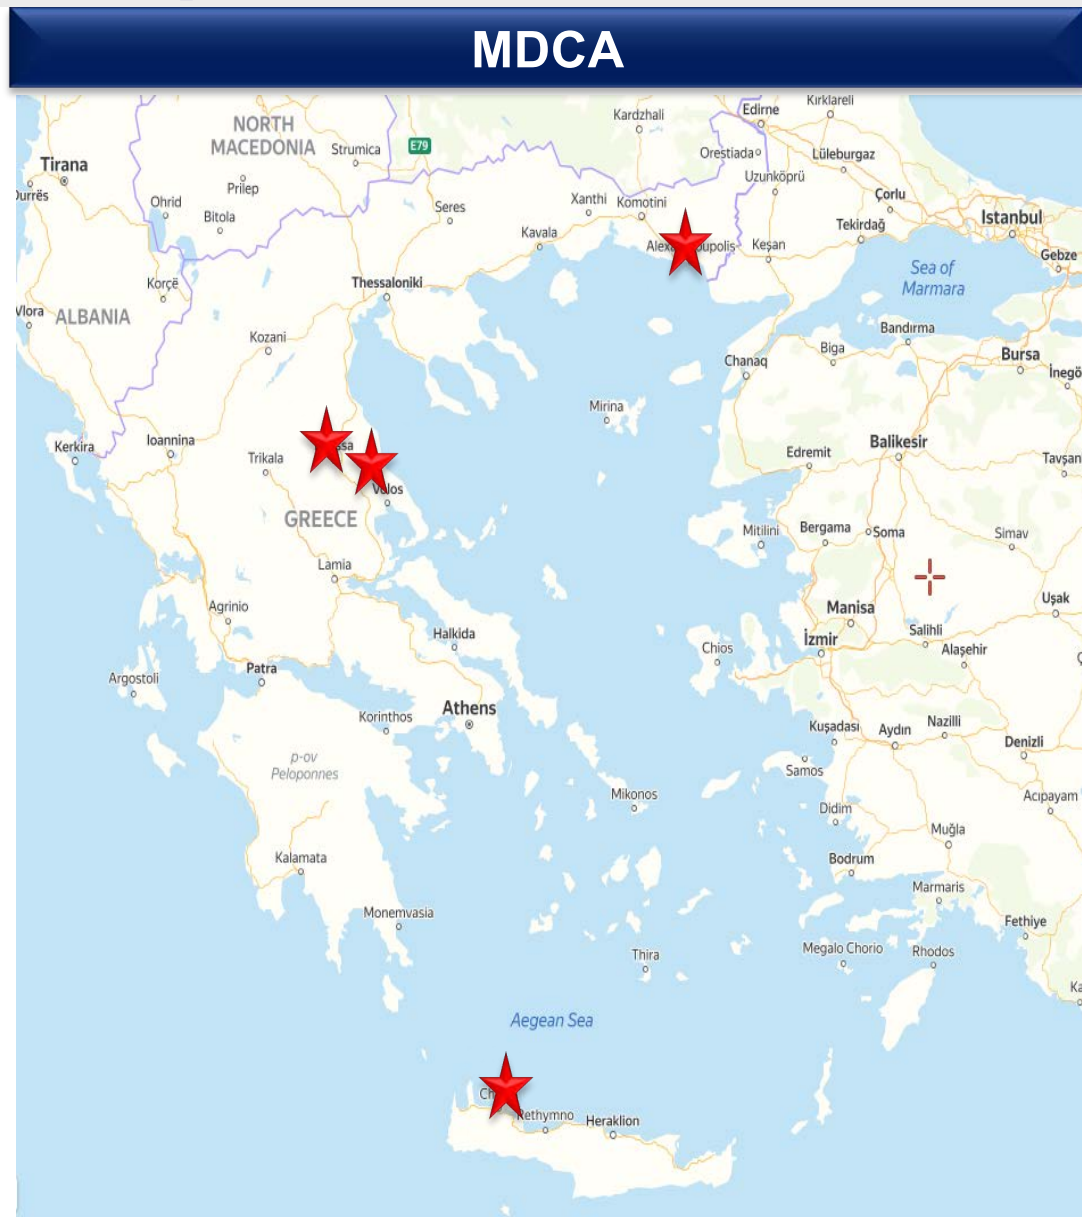 MDCA
Kırklareli
Edirne
Kardzhali
NORTH
MACEDONIA
Strumica
E79
Orestiada
Lüleburgaz
Tirana
Uzunköprü
Durrës
Prilep
Çorlu
Ohrid
Bitola
Seres
Xanthi
Komotini
Istanbul
Tekirdağ
Kavala
Keşan
Gebze
Sea of
Marmara
Korçë
Thessaloniki
Vlora
ALBANIA
Bandırma
Kozani
Biga
Bursa
Chanaq
İnegö
Mirina
Kerkira
Ioannina
Balikesir
Trikala
Edremit
Tavşan
Volos
GREECE
Mitilini
Bergama
Soma
Simav
Lamia
Uşak
Agrinio
Manisa
Halkida
İzmir
Salihli
Chios
Alaşehir
Patra
Argostoli
Athens
Korinthos
Kuşadası
Aydın
Nazilli
Denizli
p-ov
Peloponnes
Samos
Mikonos
Acıpayam
Didim
Muğla
Kalamata
Bodrum
Marmaris
Monemvasia
Fethiye
Megalo Chorio
Rhodos
Thira
Ka
Aegean Sea
Rethymno
Heraklion